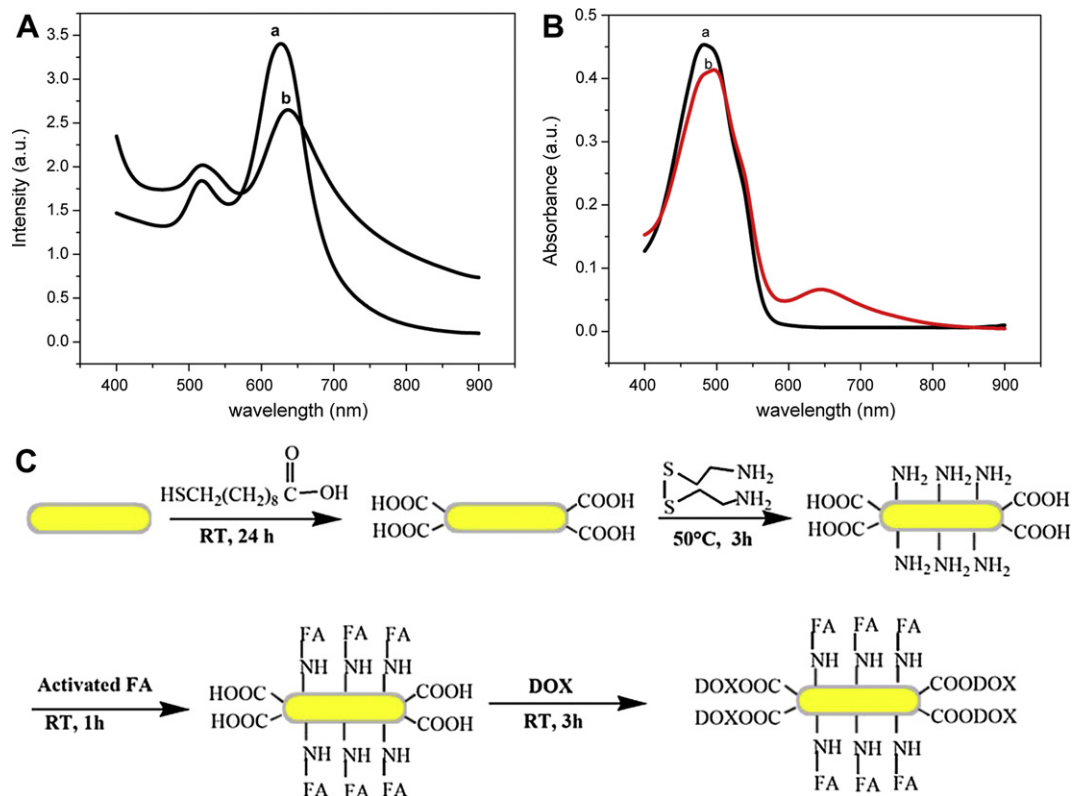 A
a
b
3.5
3.0
2.5
2.0
1.5
1.0
0.5
0.0
Intensity (a.u.)
400 500 600 700 800 900
wavelength (nm)
B
a
b
0.5
0.4
0.3
0.2
0.1
0.0
Absorbance (a.u.)
400 500 600 700 800 900
wavelength (nm)
C
O
HSCH2(CH2)8 C OH
RT, 24 h
HOOC COOH
HOOC COOH
S NH2
S NH2
50°C, 3h
NH2 NH2 NH2
HOOC COOH
HOOC COOH
NH2 NH2 NH2
Activated FA
RT, 1h
FA FA FA
NH NH NH
HOOC COOH
HOOC COOH
NH NH NH
FA FA FA
DOX
RT, 3h
FA FA FA
NH NH NH
DOXOOC COODOX
DOXOOC COODOX
NH NH NH
FA FA FA